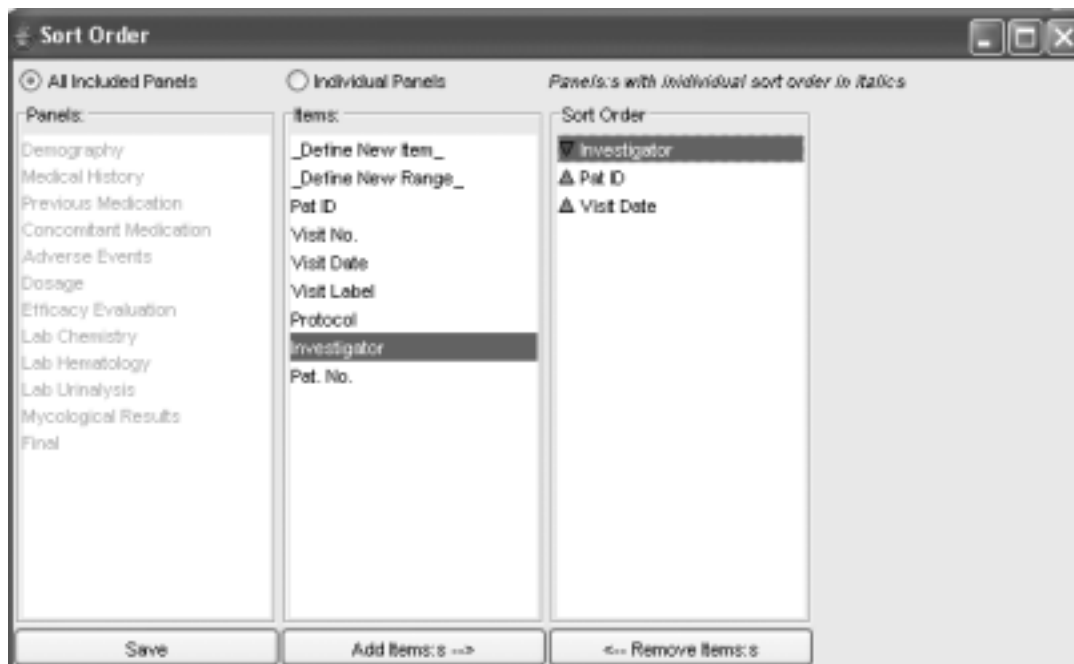 Sort Order
All Included Panels
Individual Panels
Panels:s with inidividual sort order in italics
Panels:
Demography
Medical History
Previous Medication
Concomitant Medication
Adverse Events
Dosage
Efficacy Evaluation
Lab Chemistry
Lab Hematology
Lab Urinalysis
Mycological Results
Final
Items:
_Define New Item_
_Define New Range_
Pat ID
Visit No.
Visit Date
Visit Label
Protocol
Investigator
Pat. No.
Sort Order
Investigator
Pat ID
Visit Date
Save
Add Items:s -->
<-- Remove Items:s